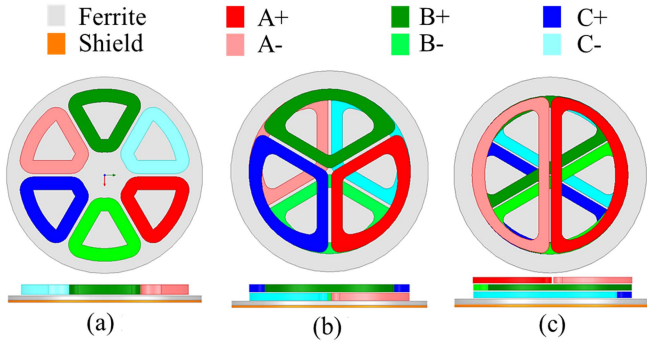 Ferrite A+ B+ C+
Shield A- B- C-
(a) (b) (c)